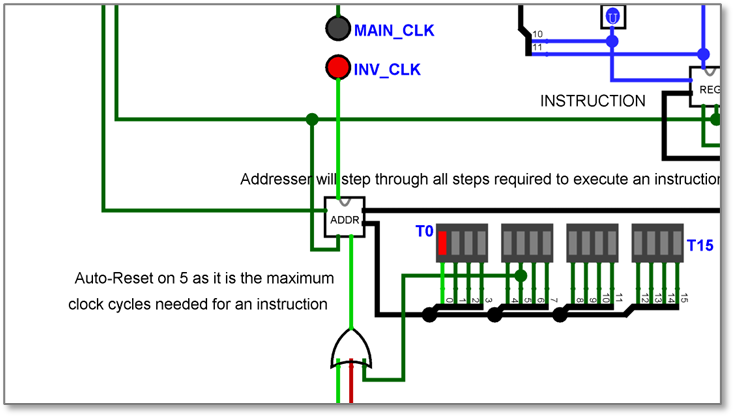 MAIN_CLK
10
11
INV_CLK
REG
INSTRUCTION
Addresser will step through all steps required to execute an instruction
ADDR
T0
T15
Auto-Reset on 5 as it is the maximum
clock cycles needed for an instruction
0
1
2
3
4
5
6
7
8
9
10
11
12
13
14
15